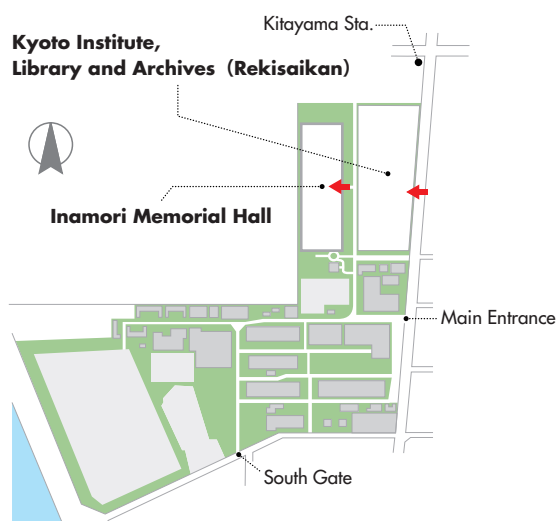 Kitayama Sta.
Kyoto Institute,
Library and Archives（Rekisaikan）
Inamori Memorial Hall
Main Entrance
South Gate